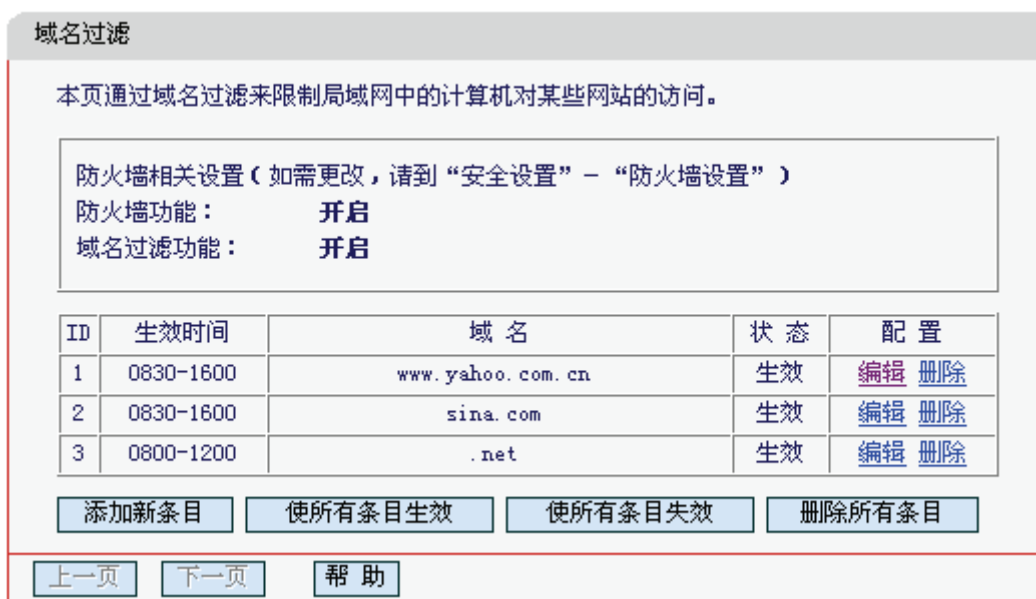 域名过滤
本页通过域名过滤来限制局域网中的计算机对某些网站的访问。
防火墙相关设置(如需更改,请到“安全设置”-“防火墙设置”)
防火墙功能: 开启
域名过滤功能: 开启
ID 生效时间 域 名 状 态 配 置
1 0830-1600 www.yahoo.com.cn 生效 编辑 删除
2 0830-1600 sina.com 生效 编辑 删除
3 0800-1200 .net 生效 编辑 删除
添加新条目 使所有条目生效 使所有条目失效 删除所有条目
上一页 下一页 帮 助